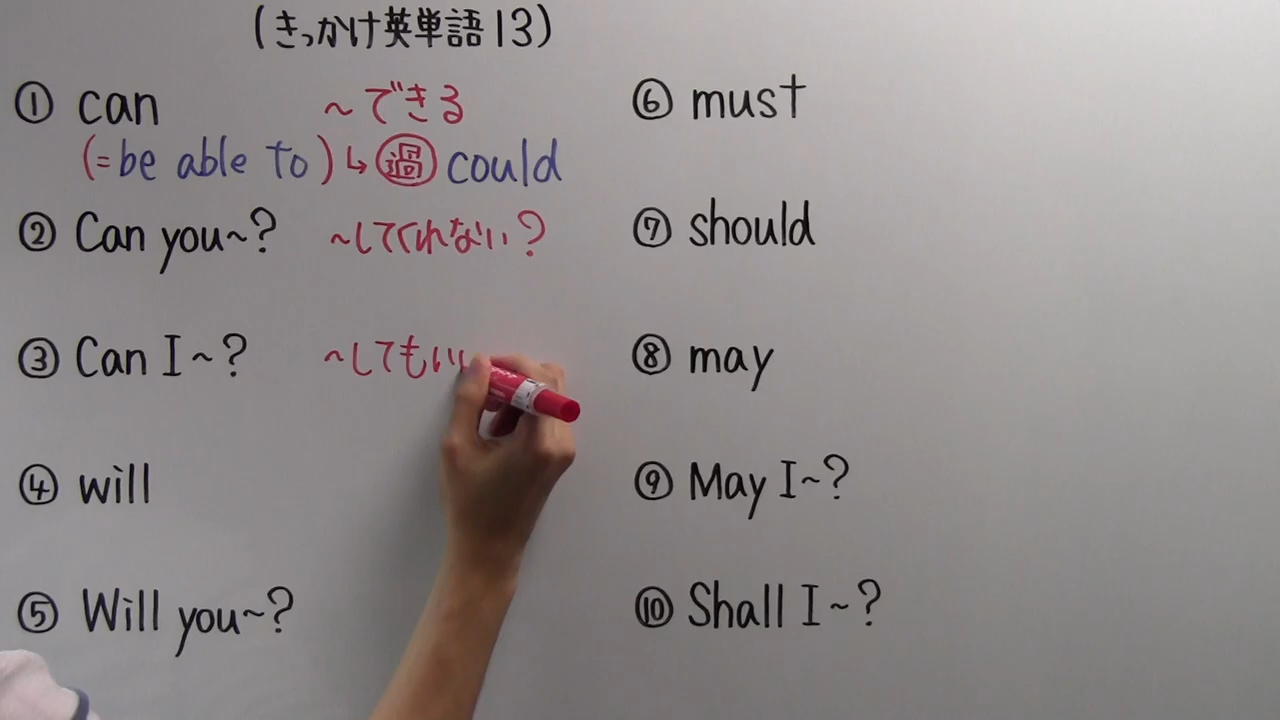 (きっかけ英単語13)
① can ～できる
(=be able to) ↳ 過 could
② Can you~? ~してくれない?
③ Can I~? ~してもい
④ will
⑤ Will you~?
⑥ must
⑦ should
⑧ may
⑨ May I~?
⑩ Shall I~?